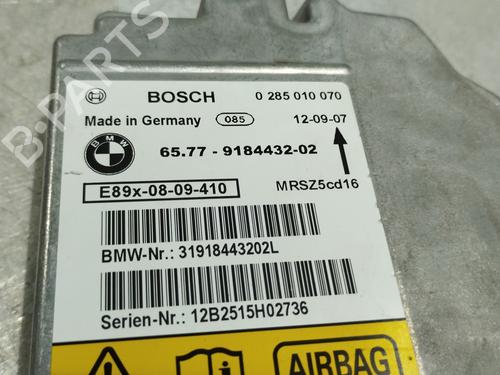 B-PARTS
BOSCH 0 285 010 070
Made in Germany 085 12-09-07
BMW 65.77 - 9184432-02
E89x-08-09-410 MRSZ5cd16
BMW-Nr.: 31918443202L
Serien-Nr.: 12B2515H02736
AIRBAG